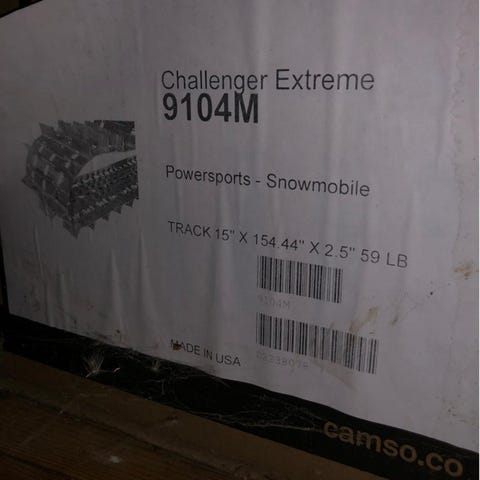 Challenger Extreme
9104M
Powersports - Snowmobile
TRACK 15" X 154.44" X 2.5" 59 LB
9104M
MADE IN USA
camso.co